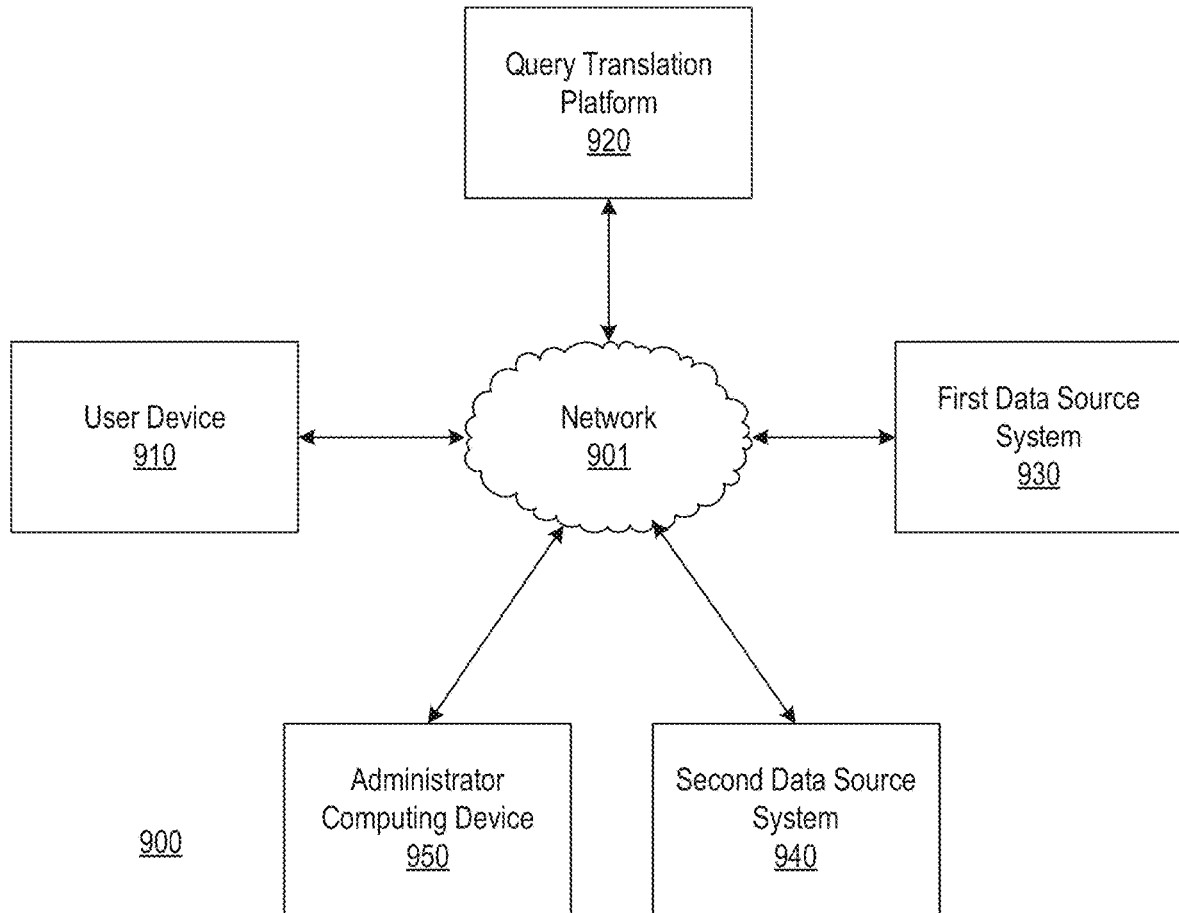 Query Translation
Platform
920
User Device
910
Network
901
First Data Source
System
930
Administrator
Computing Device
950
Second Data Source
System
940
900